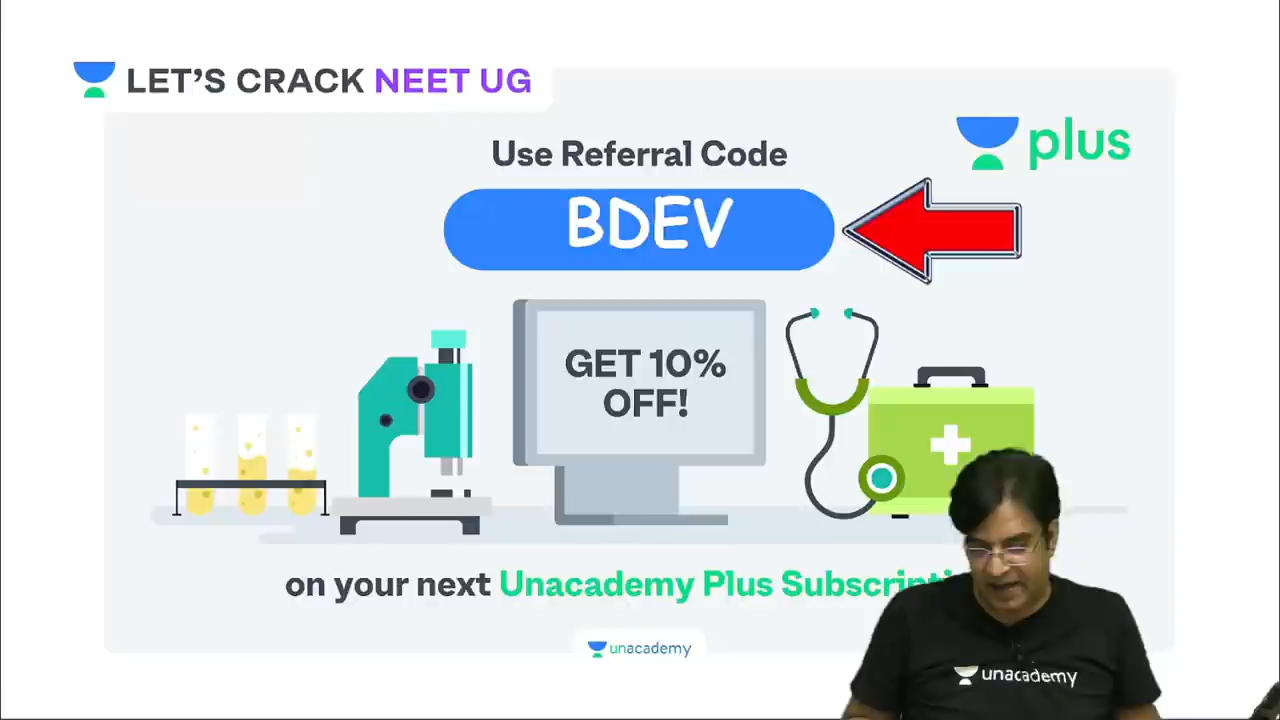 LET'S CRACK NEET UG
plus
Use Referral Code
BDEV
GET 10%
OFF!
on your next Unacademy Plus
unacademy
unacademy